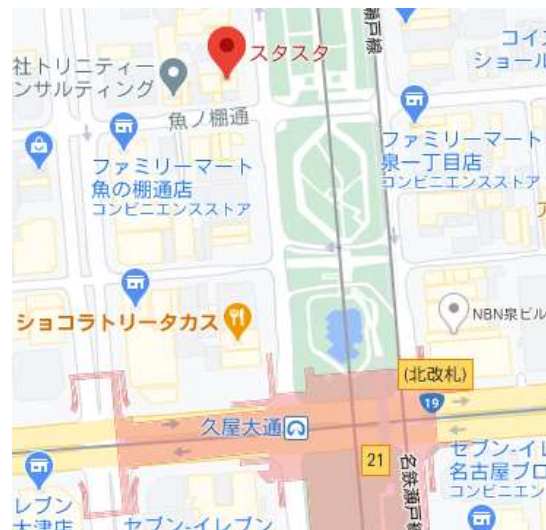 瀬戸線
コイ
ショール
スタスタ
社トリニティー
ンサルティング
魚ノ棚通
ファミリーマート
魚の棚通店
コンビニエンスストア
ファミリーマート
泉一丁目店
コンビニエンスストア
ショコラトリータカス
NBN泉ビル
(北改札)
19
久屋大通
21
名鉄瀬戸線
セブン-イレ
名古屋ブロ
コンビニエン
レブン
大津店
セブン-イレブン